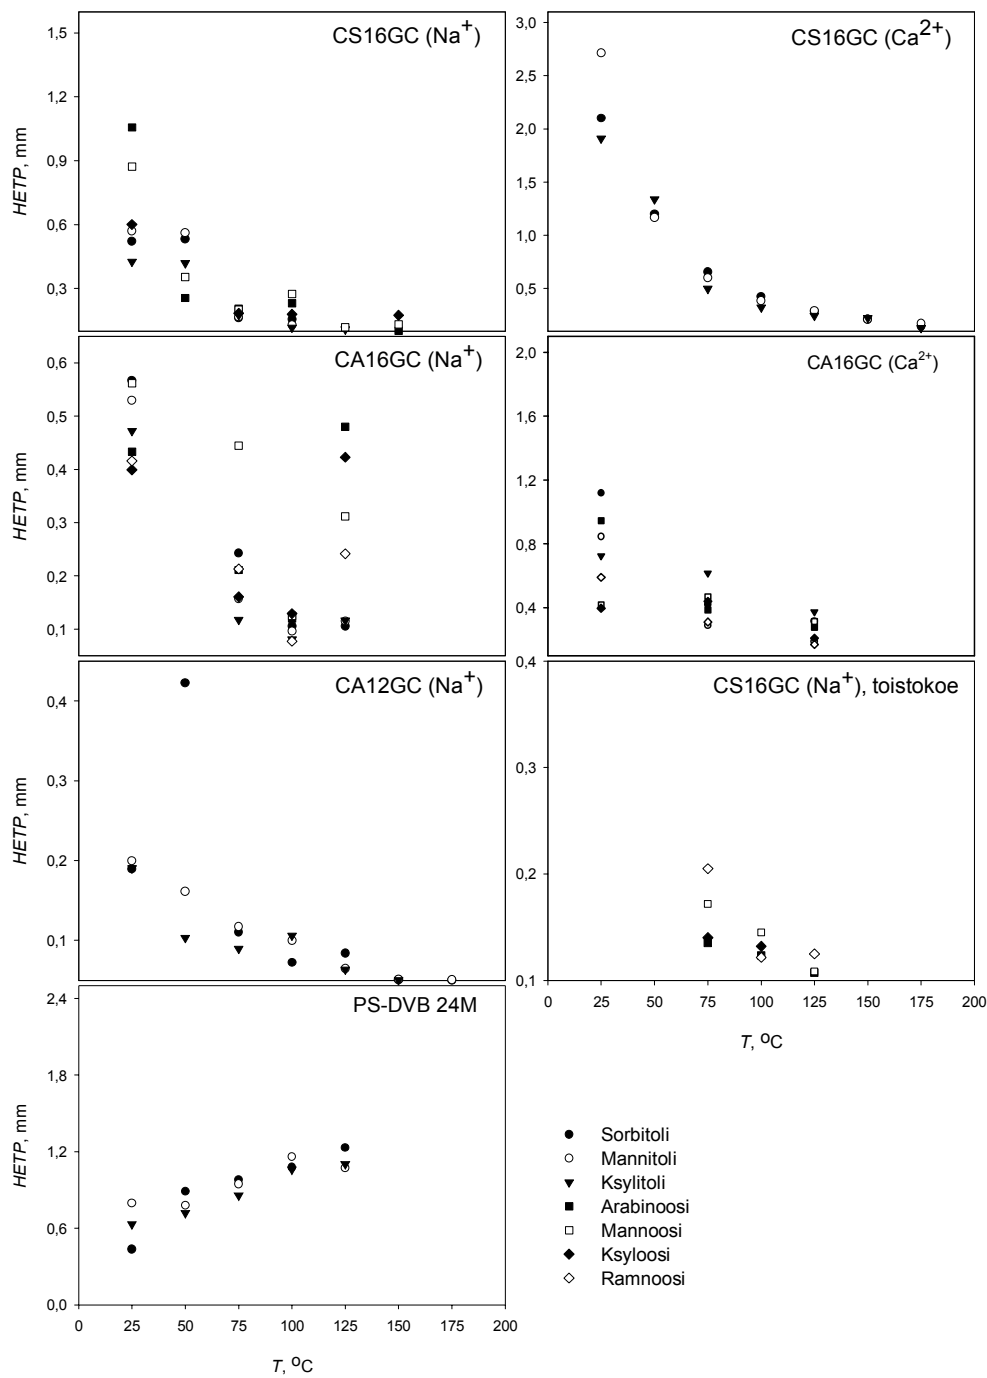 CS16GC (Na+)
1,5
1,2
0,9
0,6
0,3
HETP, mm
CS16GC (Ca2+)
3,0
2,5
2,0
1,5
1,0
0,5
CA16GC (Na+)
0,6
0,5
0,4
0,3
0,2
0,1
HETP, mm
CA16GC (Ca2+)
2,0
1,6
1,2
0,8
0,4
CA12GC (Na+)
0,4
0,3
0,2
0,1
HETP, mm
CS16GC (Na+), toistokoe
0,4
0,3
0,2
0,1
0 25 50 75 100 125 150 175 200
T, °C
PS-DVB 24M
2,4
1,8
1,2
0,6
0,0
HETP, mm
0 25 50 75 100 125 150 175 200
T, °C
Sorbitoli
Mannitoli
Ksylitoli
Arabinoosi
Mannoosi
Ksyloosi
Ramnoosi